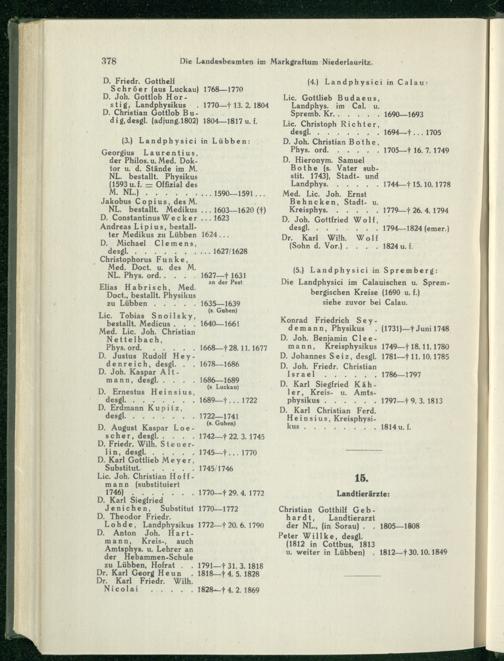 378 Die Landesbeamten im Markgraftum Niederlausitz.
D. Friedr. Gotthelf
Schröer (aus Luckau) 1768—1770
D. Joh. Gottlob Hor-
stig, Landphysikus . 1770—† 13. 2. 1804
D. Christian Gottlob Bu-
dig, desgl. (adjung. 1802) 1804—1817 u. f.
(3.) Landphysici in Lübben:
Georgius Laurentius,
der Philos. u. Med. Dok-
tor u. d. Stände im M.
NL. bestallt. Physikus
(1593 u. f. = Offizial des
M. NL.) . . . . . . ... 1590—1591 ...
Jakobus Copius, des M.
NL. bestallt. Medikus ... 1603—1620 (†)
D. Constantinus Wecker ... 1623
Andreas Lipius, bestall-
ter Medikus zu Lübben 1624 ...
D. Michael Clemens,
desgl. . . . . . . . ... 1627/1628
Christophorus Funke,
Med. Doct. u. des M.
NL. Phys. ord. . . . . 1627—† 1631
an der Pest
Elias Habrisch, Med.
Doct., bestallt. Physikus
zu Lübben . . . . . 1635—1639
(s. Guben)
Lic. Tobias Snoilsky,
bestallt. Medicus . . . 1640—1661
Med. Lic. Joh. Christian
Nettelbach,
Phys. ord. . . . . . 1668—† 28. 11. 1677
D. Justus Rudolf Hey-
denreich, desgl. . . . 1678—1686
D. Joh. Kaspar Alt-
mann, desgl. . . . . 1686—1689
(s. Luckau)
D. Ernestus Heinsius,
desgl. . . . . . . . 1689—† ... 1722
D. Erdmann Kupitz,
desgl. . . . . . . . 1722—1741
(s. Guben)
D. August Kaspar Loe-
scher, desgl. . . . . 1742—† 22. 3. 1745
D. Friedr. Wilh. Steuer-
lin, desgl. . . . . . 1745—† ... 1770
D. Karl Gottlieb Meyer,
Substitut. . . . . . 1745/1746
Lic. Joh. Christian Hoff-
mann (substituiert
1746) . . . . . . . 1770—† 29. 4. 1772
D. Karl Siegfried
Jenichen, Substitut 1770—1772
D. Theodor Friedr.
Lohde, Landphysikus 1772—† 20. 6. 1790
D. Anton Joh. Hart-
mann, Kreis-, auch
Amtsphys. u. Lehrer an
der Hebammen-Schule
zu Lübben, Hofrat . . 1791—† 31. 3. 1818
Dr. Karl Georg Heun . 1818—† 4. 5. 1828
Dr. Karl Friedr. Wilh.
Nicolai . . . . . 1828—† 4. 2. 1869
(4.) Landphysici in Calau:
Lic. Gottlieb Budaeus,
Landphys. im Cal. u.
Spremb. Kr. . . . . . 1690—1693
Lic. Christoph Richter,
desgl. . . . . . . . 1694—† ... 1705
D. Joh. Christian Bothe,
Phys. ord. . . . . . 1705—† 16. 7. 1749
D. Hieronym. Samuel
Bothe (s. Vater sub-
stit. 1743), Stadt- und
Landphys. . . . . . 1744—† 15. 10. 1778
Med. Lic. Joh. Ernst
Behncken, Stadt- u.
Kreisphys. . . . . . 1779—† 26. 4. 1794
D. Joh. Gottfried Wolf,
desgl. . . . . . . . 1794—1824 (emer.)
Dr. Karl Wilh. Wolf
(Sohn d. Vor.) . . . . 1824 u. f.
(5.) Landphysici in Spremberg:
Die Landphysici im Calauischen u. Sprem-
bergischen Kreise (1690 u. f.)
siehe zuvor bei Calau.
Konrad Friedrich Sey-
demann, Physikus . (1731)—† Juni 1748
D. Joh. Benjamin Clee-
mann, Kreisphysikus 1749—† 18. 11. 1780
D. Johannes Seiz, desgl. 1781—† 11. 10. 1785
D. Joh. Friedr. Christian
Israel . . . . . . 1786—1797
D. Karl Siegfried Käh-
ler, Kreis- u. Amts-
physikus . . . . . . 1797—† 9. 3. 1813
D. Karl Christian Ferd.
Heinsius, Kreisphysi-
kus . . . . . . . . 1814 u. f.
15.
Landtierärzte:
Christian Gotthilf Geb-
hardt, Landtierarzt
der NL., (in Sorau) . . 1805—1808
Peter Willke, desgl.
(1812 in Cottbus, 1813
u. weiter in Lübben) . 1812—† 30. 10. 1849